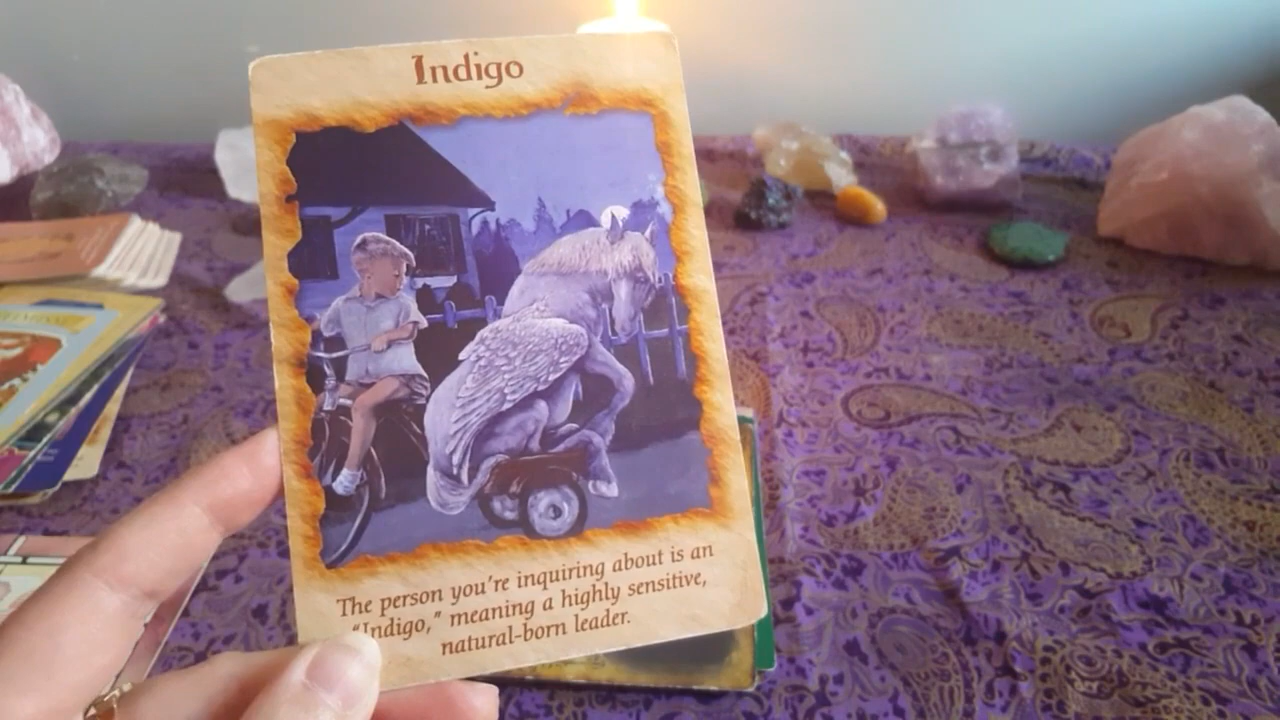 Indigo
The person you're inquiring about is an
"Indigo," meaning a highly sensitive,
natural-born leader.